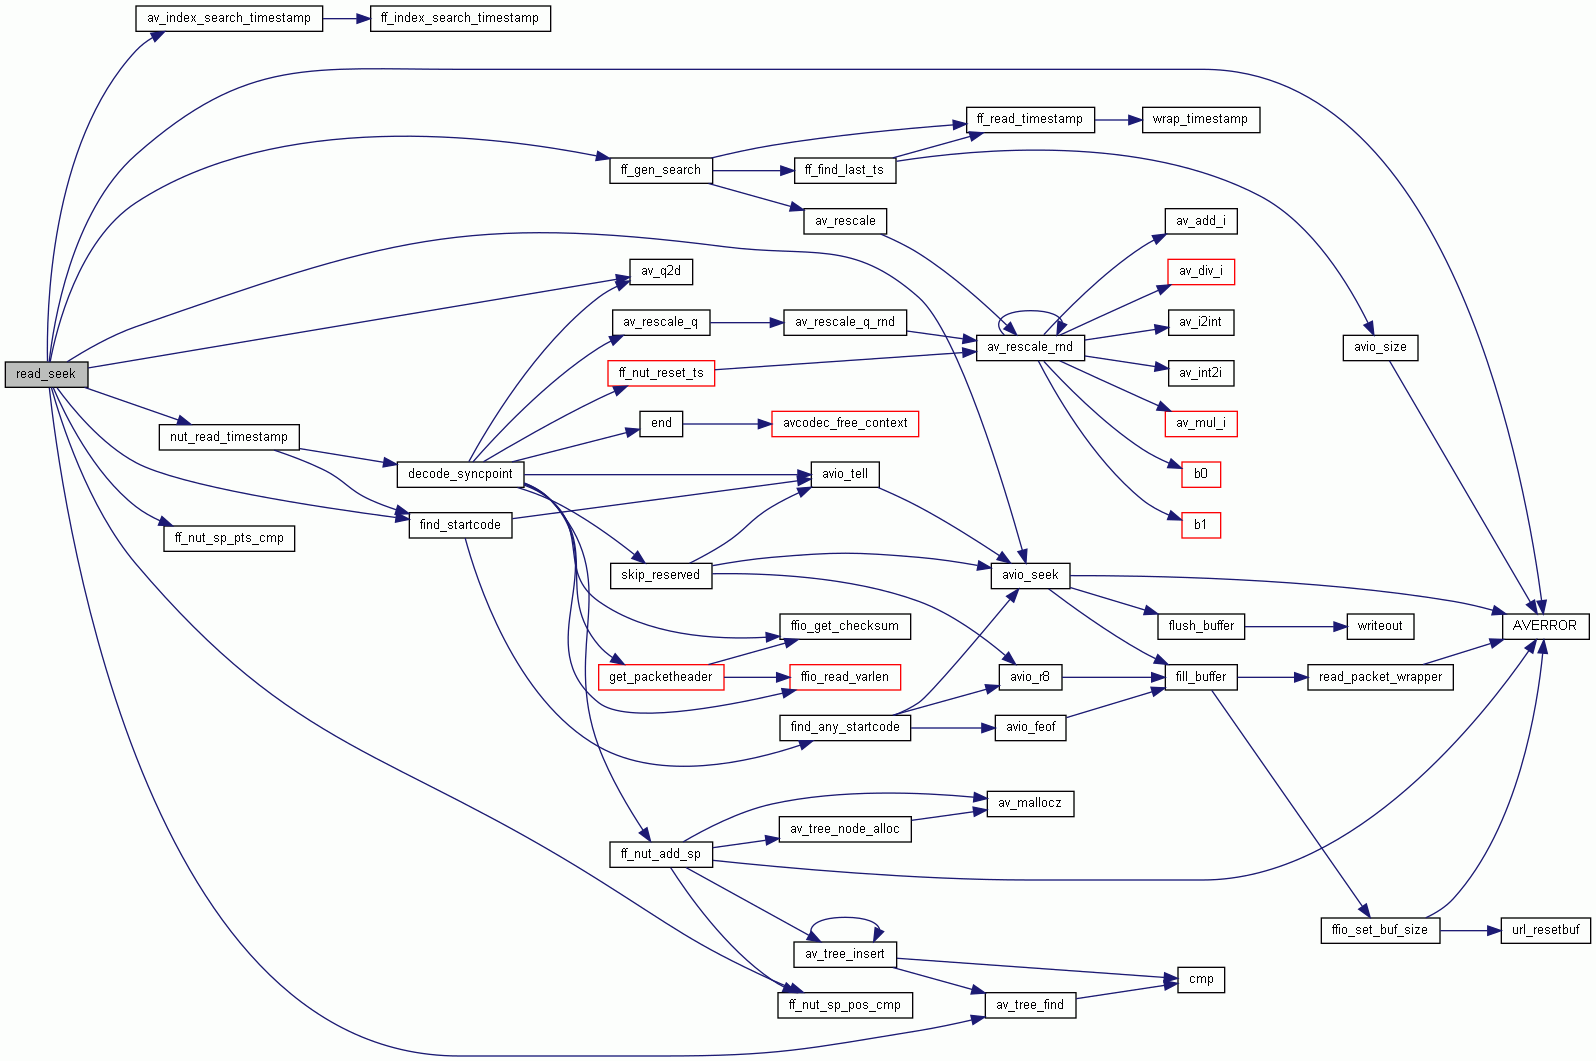 av_index_search_timestamp
ff_index_search_timestamp
ff_read_timestamp
wrap_timestamp
ff_gen_search
ff_find_last_ts
av_rescale
av_add_i
av_q2d
av_div_i
av_rescale_q
av_rescale_q_rnd
av_i2int
av_rescale_rnd
avio_size
read_seek
ff_nut_reset_ts
av_int2i
end
avcodec_free_context
av_mul_i
nut_read_timestamp
decode_syncpoint
avio_tell
b0
find_startcode
b1
ff_nut_sp_pts_cmp
skip_reserved
avio_seek
ffio_get_checksum
flush_buffer
writeout
AVERROR
get_packetheader
ffio_read_varlen
avio_r8
fill_buffer
read_packet_wrapper
find_any_startcode
avio_feof
av_mallocz
av_tree_node_alloc
ff_nut_add_sp
ffio_set_buf_size
url_resetbuf
av_tree_insert
cmp
ff_nut_sp_pos_cmp
av_tree_find